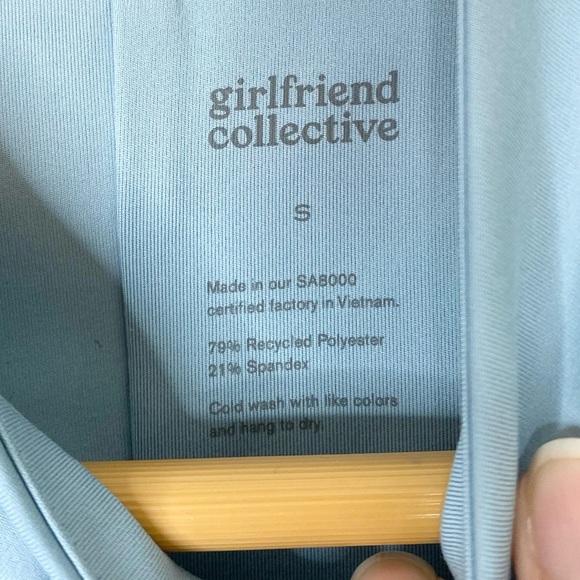 girlfriend
collective
S
Made in our SA8000
certified factory in Vietnam.
79% Recycled Polyester
21% Spandex
Cold wash with like colors
and hang to dry.